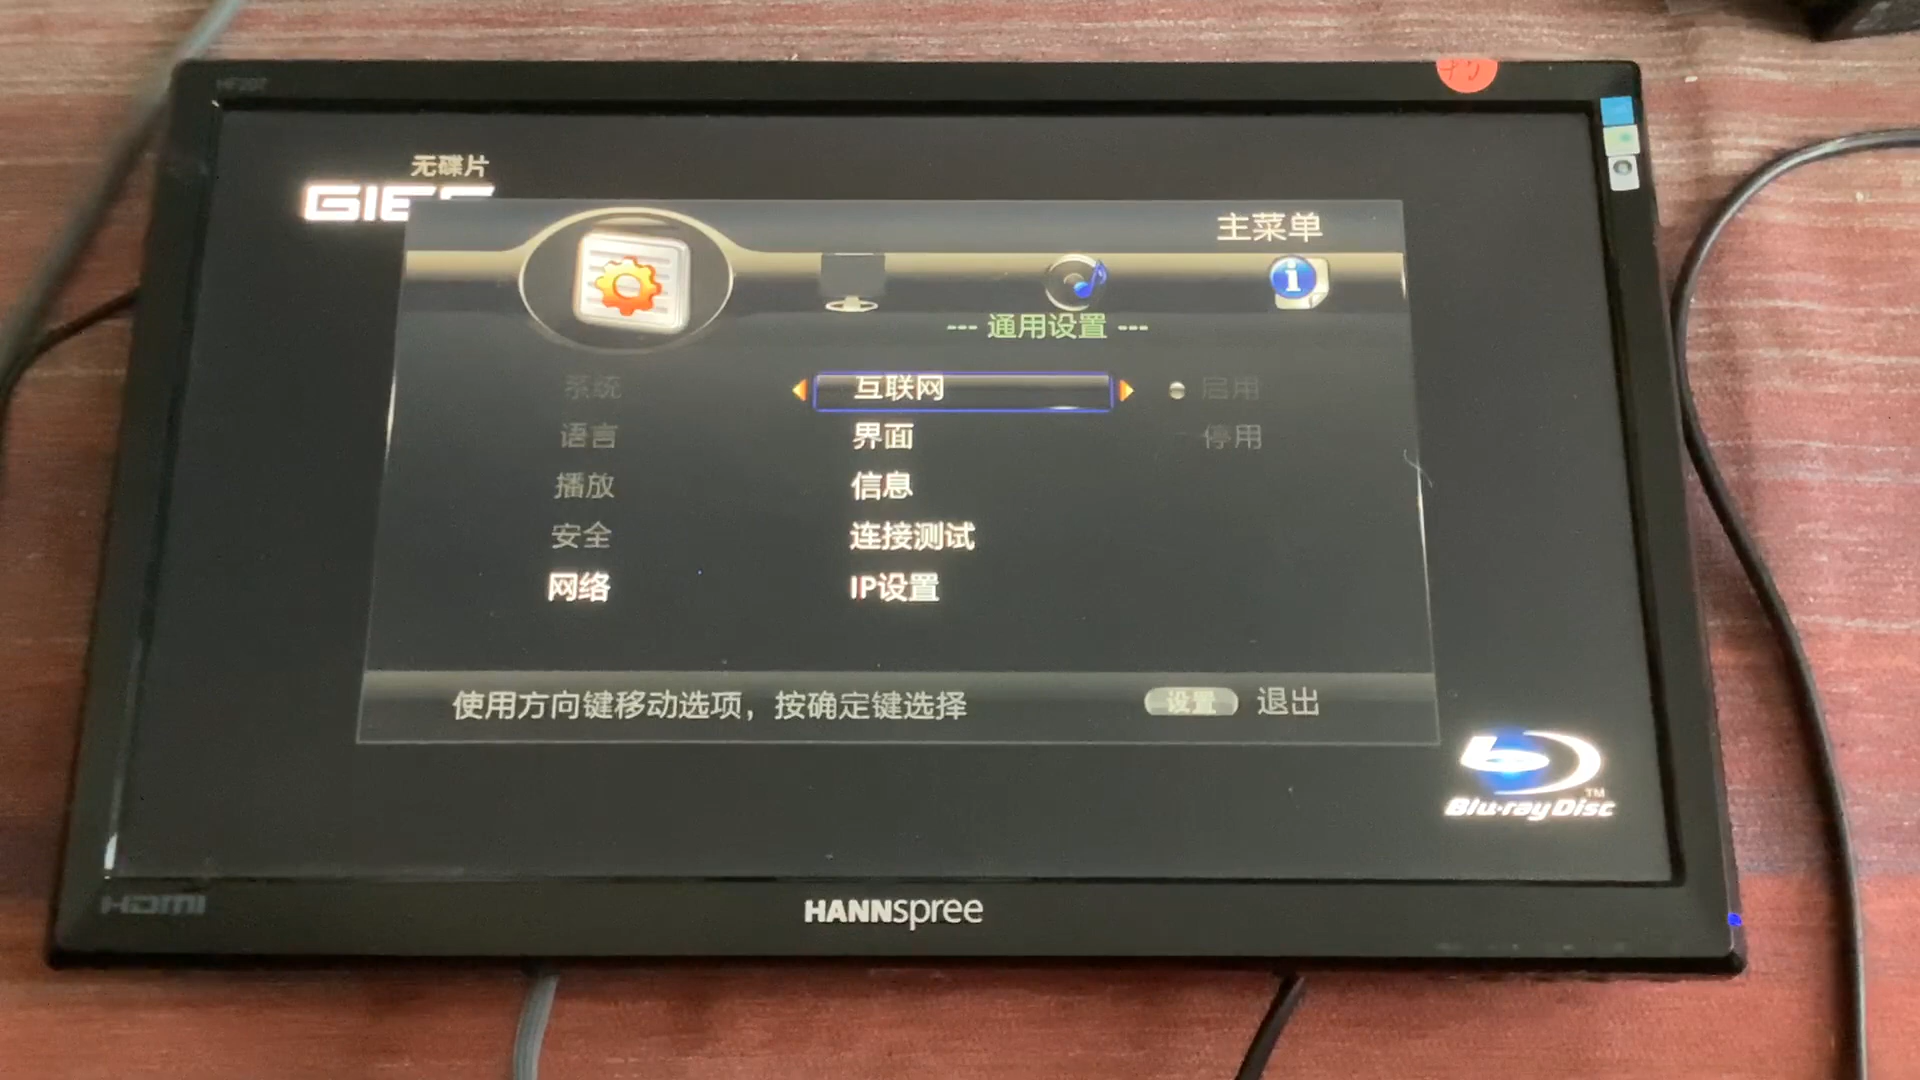 无碟片
主菜单
--- 通用设置 ---
系统
互联网
启用
语言
界面
停用
播放
信息
安全
连接测试
网络
IP设置
使用方向键移动选项，按确定键选择
设置
退出
Blu-ray Disc
TM
HDMI
HANNspree